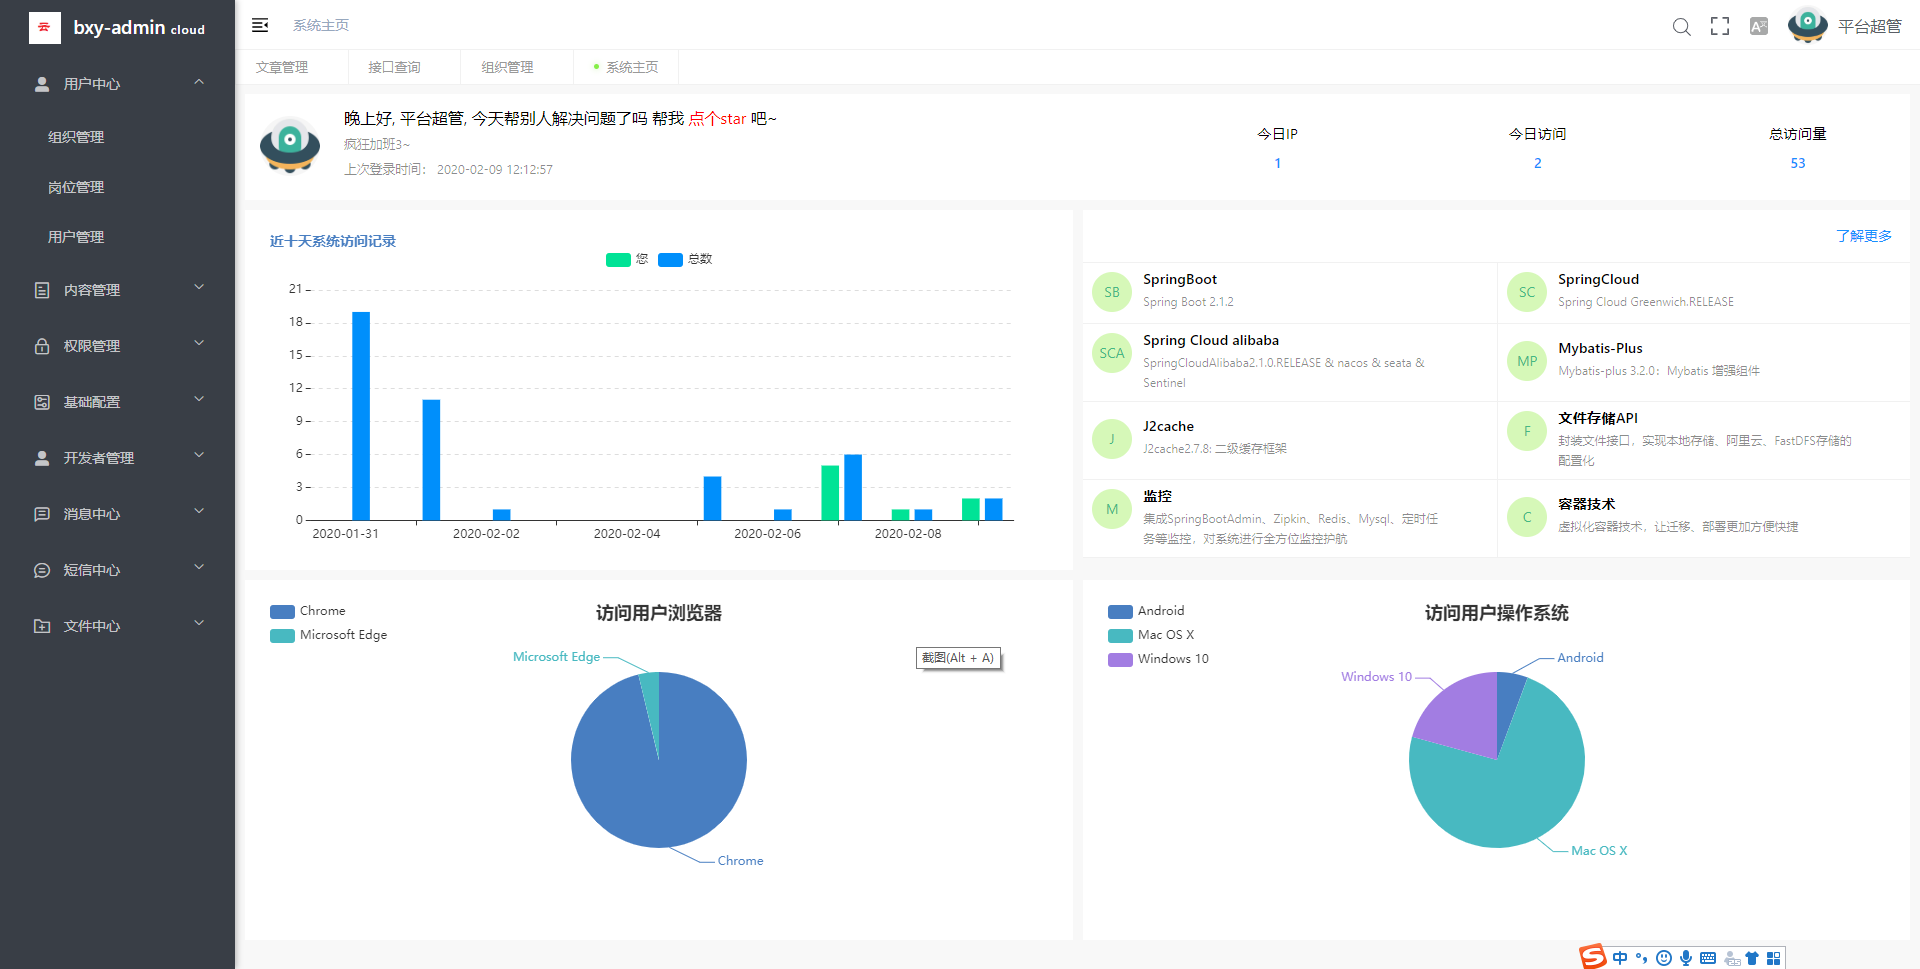 云 bxy-admin cloud
用户中心
组织管理
岗位管理
用户管理
内容管理
权限管理
基础配置
开发者管理
消息中心
短信中心
文件中心
系统主页
平台超管
文章管理 接口查询 组织管理 系统主页
晚上好, 平台超管, 今天帮别人解决问题了吗 帮我 点个star 吧~
疯狂加班3~
上次登录时间： 2020-02-09 12:12:57
今日IP
1
今日访问
2
总访问量
53
近十天系统访问记录
您 总数
21
18
15
12
9
6
3
0
2020-01-31 2020-02-02 2020-02-04 2020-02-06 2020-02-08
了解更多
SB
SpringBoot
Spring Boot 2.1.2
SC
SpringCloud
Spring Cloud Greenwich.RELEASE
SCA
Spring Cloud alibaba
SpringCloudAlibaba2.1.0.RELEASE & nacos & seata &
Sentinel
MP
Mybatis-Plus
Mybatis-plus 3.2.0：Mybatis 增强组件
J
J2cache
J2cache2.7.8: 二级缓存框架
F
文件存储API
封装文件接口，实现本地存储、阿里云、FastDFS存储的
配置化
M
监控
集成SpringBootAdmin、Zipkin、Redis、Mysql、定时任
务等监控，对系统进行全方位监控护航
C
容器技术
虚拟化容器技术，让迁移、部署更加方便快捷
Chrome
Microsoft Edge
访问用户浏览器
Microsoft Edge
Chrome
截图(Alt + A)
Android
Mac OS X
Windows 10
访问用户操作系统
Android
Windows 10
Mac OS X
S 中